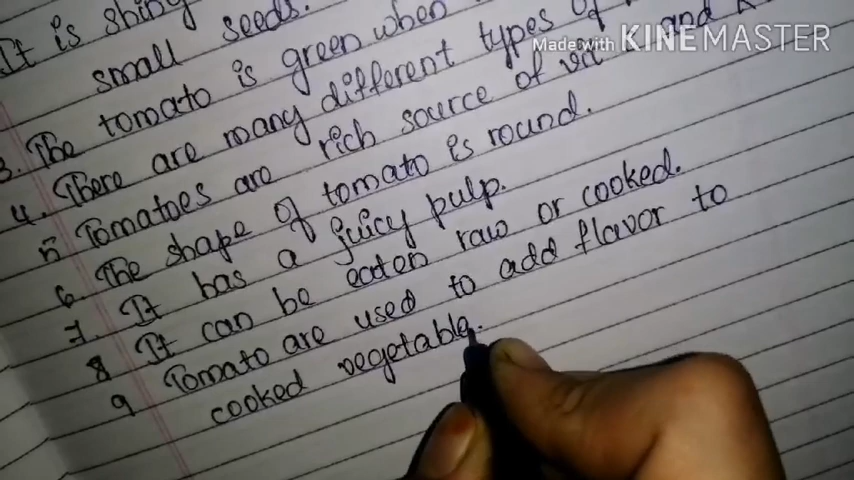 It is shiny
small seeds.
3. The tomato is green when
4. There are many different types of
5 Tomatoes are rich source of vit and K
6. The shape of tomato is round.
7. It has a juicy pulp.
8 It can be eaten raw or cooked.
9 Tomato are used to add flavor to
cooked vegetable.
Made with KINEMASTER